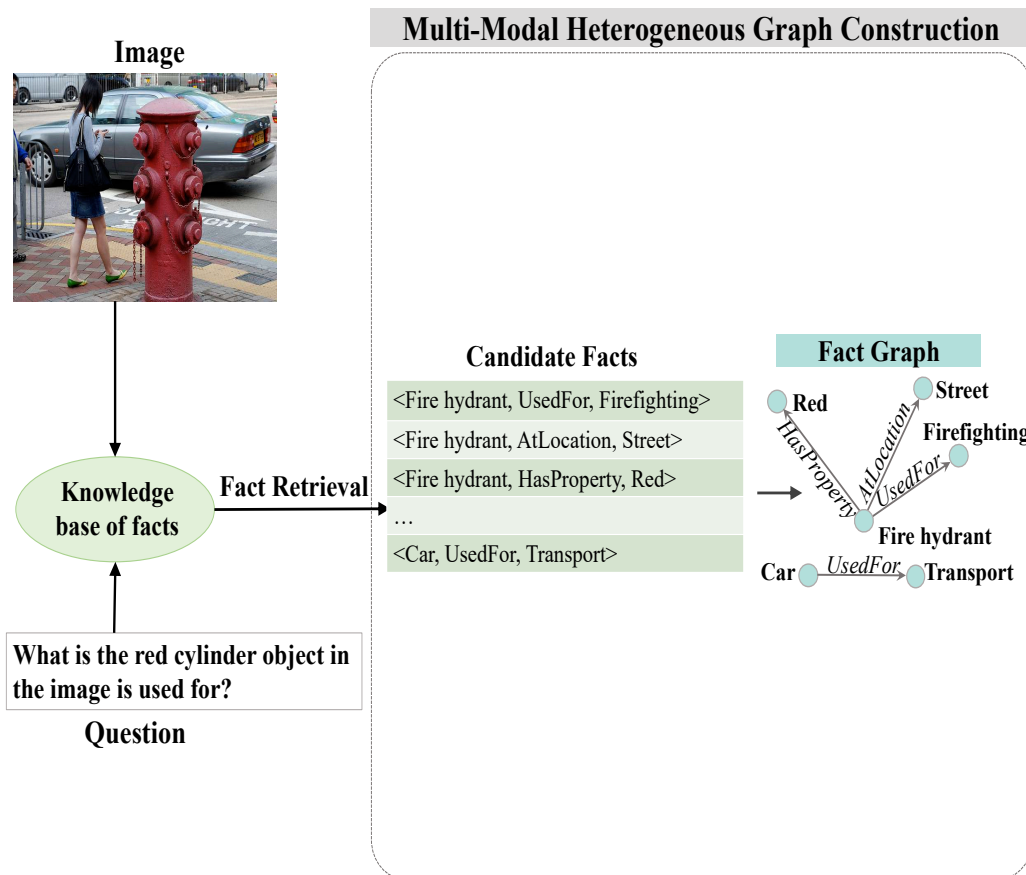 Multi-Modal Heterogeneous Graph Construction
Image
Candidate Facts
Fact Graph
<Fire hydrant, UsedFor, Firefighting>
<Fire hydrant, AtLocation, Street>
<Fire hydrant, HasProperty, Red>
…
<Car, UsedFor, Transport>
Red
Street
Firefighting
HasProperty
AtLocation
UsedFor
Fire hydrant
Car
UsedFor
Transport
Knowledge
base of facts
Fact Retrieval
What is the red cylinder object in
the image is used for?
Question